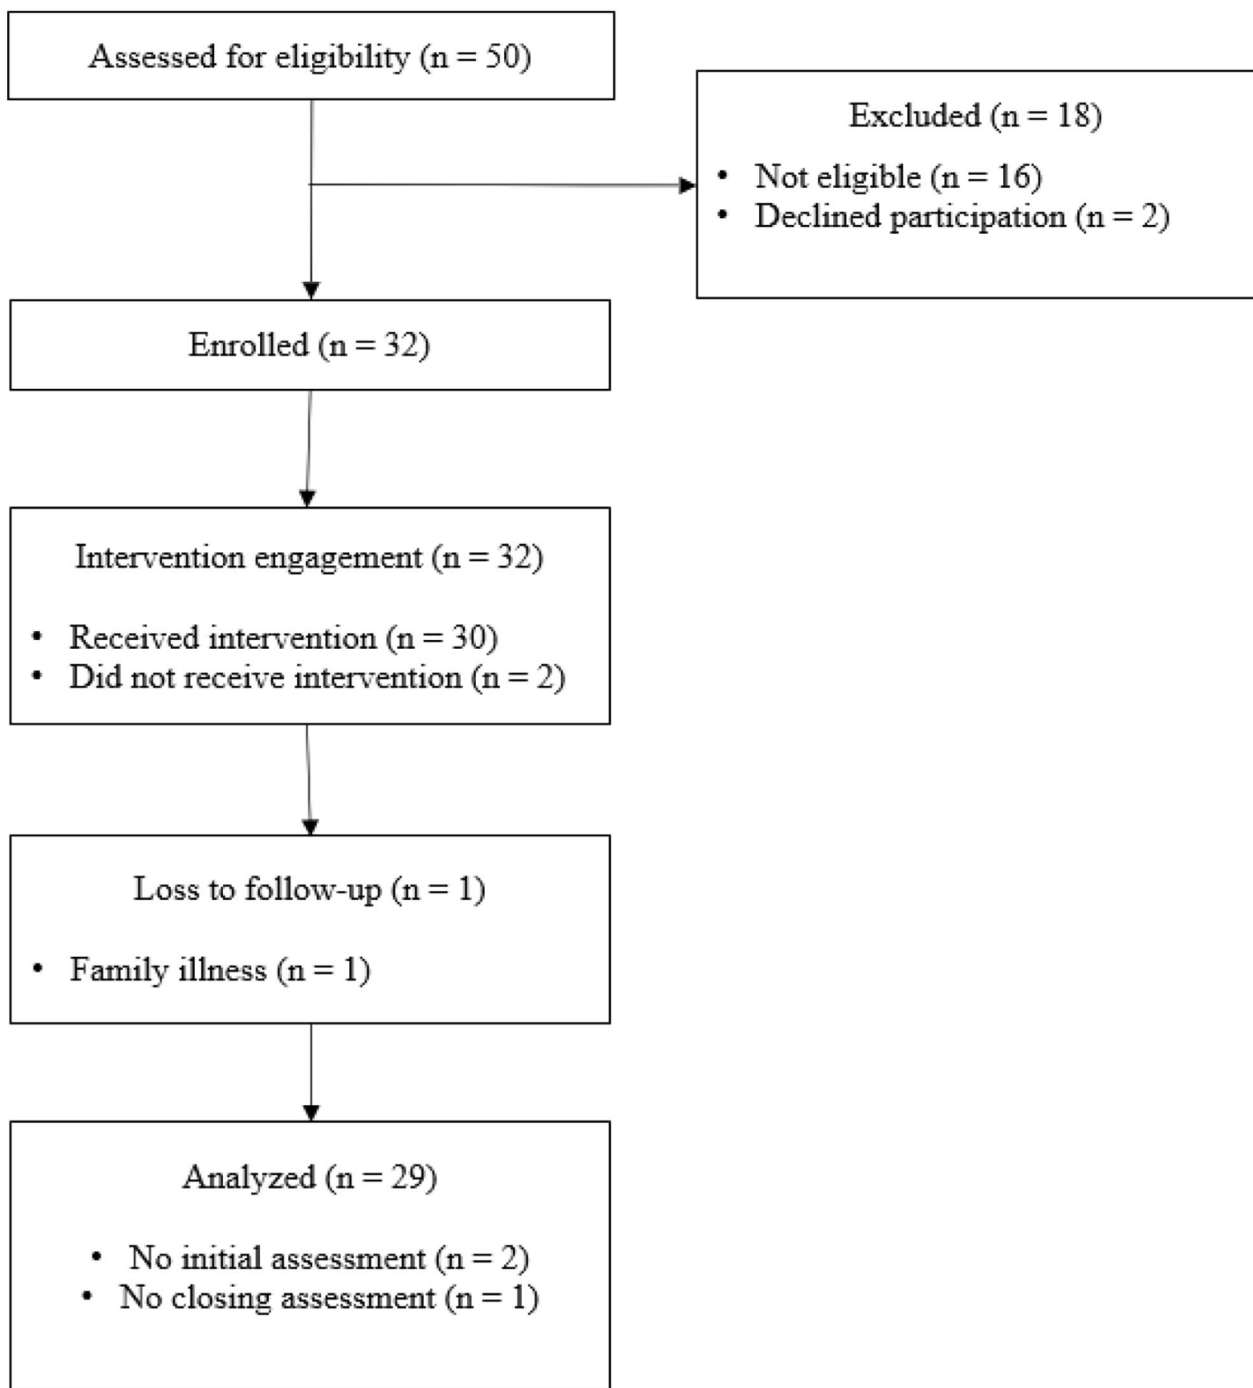 Assessed for eligibility (n = 50)
Excluded (n = 18)
• Not eligible (n = 16)
• Declined participation (n = 2)
Enrolled (n = 32)
Intervention engagement (n = 32)
• Received intervention (n = 30)
• Did not receive intervention (n = 2)
Loss to follow-up (n = 1)
• Family illness (n = 1)
Analyzed (n = 29)
• No initial assessment (n = 2)
• No closing assessment (n = 1)